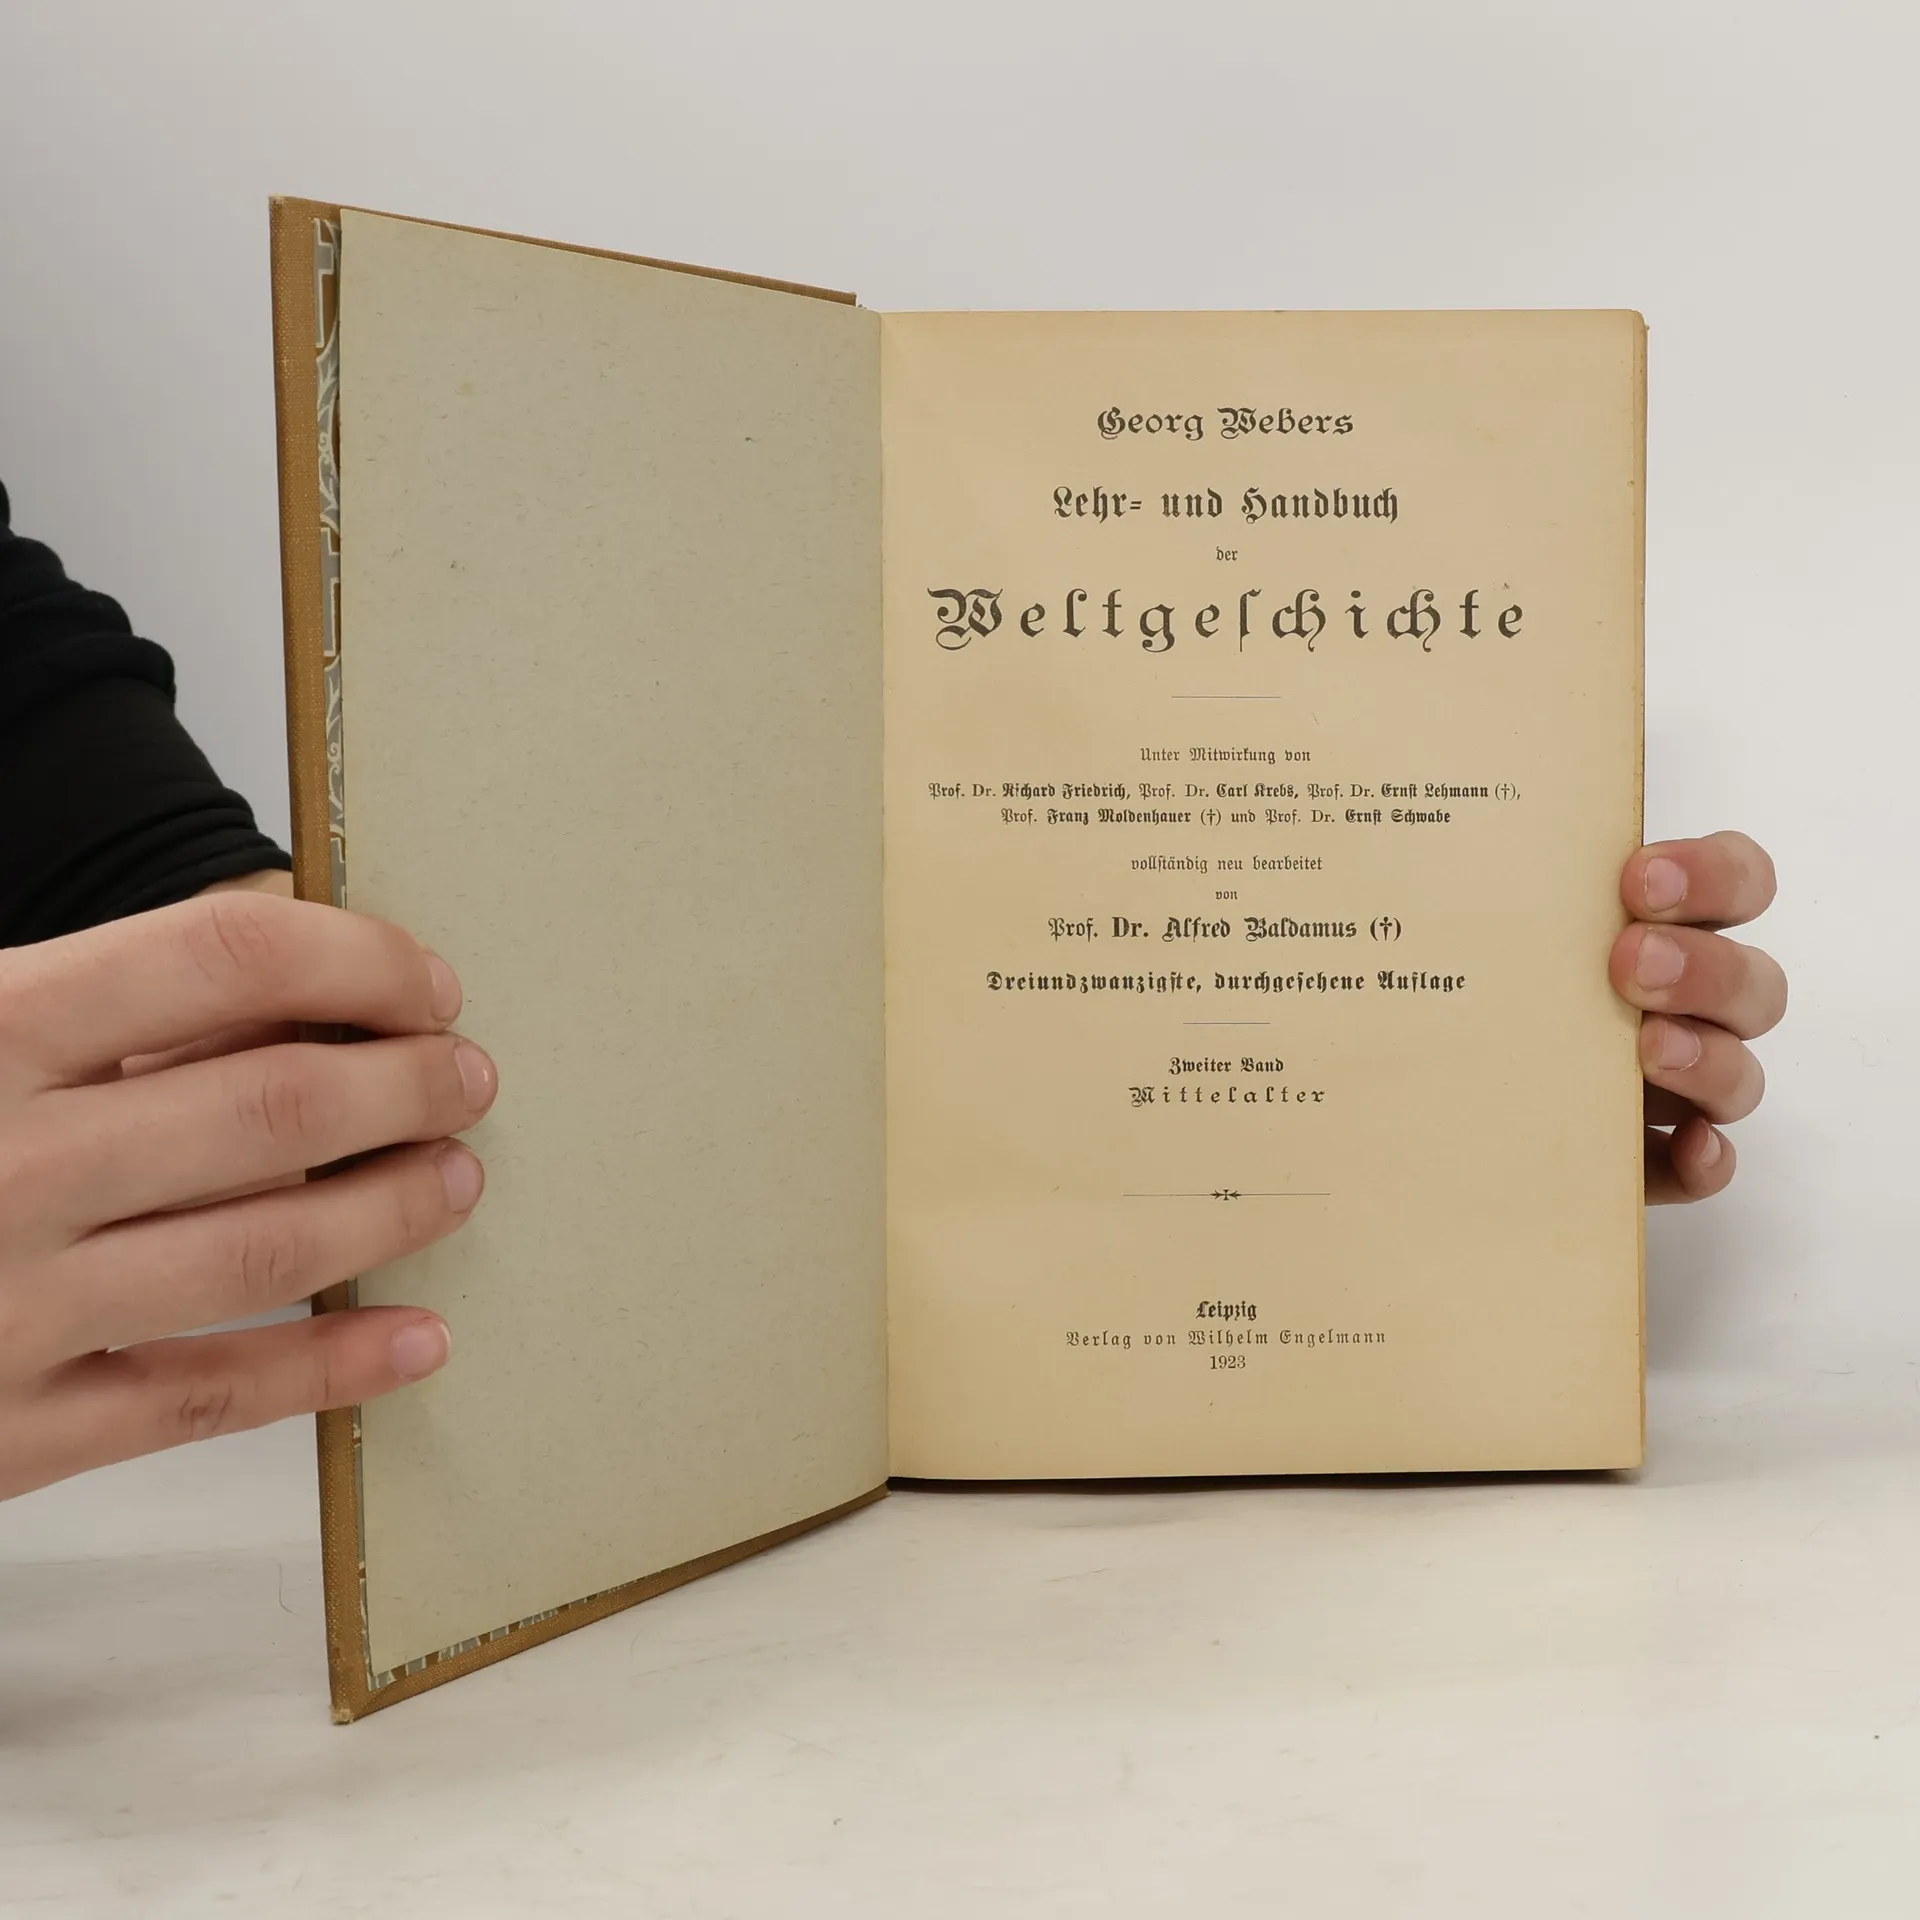 Georg Webers
Lehr- und Handbuch
der
Weltgeſchichte
Unter Mitwirkung von
Prof. Dr. Richard Friedrich, Prof. Dr. Carl Krebs, Prof. Dr. Ernſt Lehmann (†),
Prof. Franz Moldenhauer (†) und Prof. Dr. Ernſt Schwabe
vollſtändig neu bearbeitet
von
Prof. Dr. Alfred Baldamus (†)
Dreiundzwanzigſte, durchgeſehene Auflage
Zweiter Band
Mittelalter
Leipzig
Verlag von Wilhelm Engelmann
1923